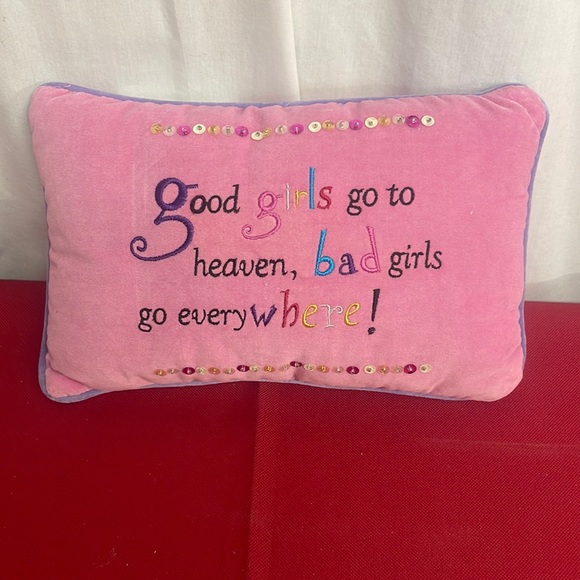 good girls go to
heaven, bad girls
go everywhere!